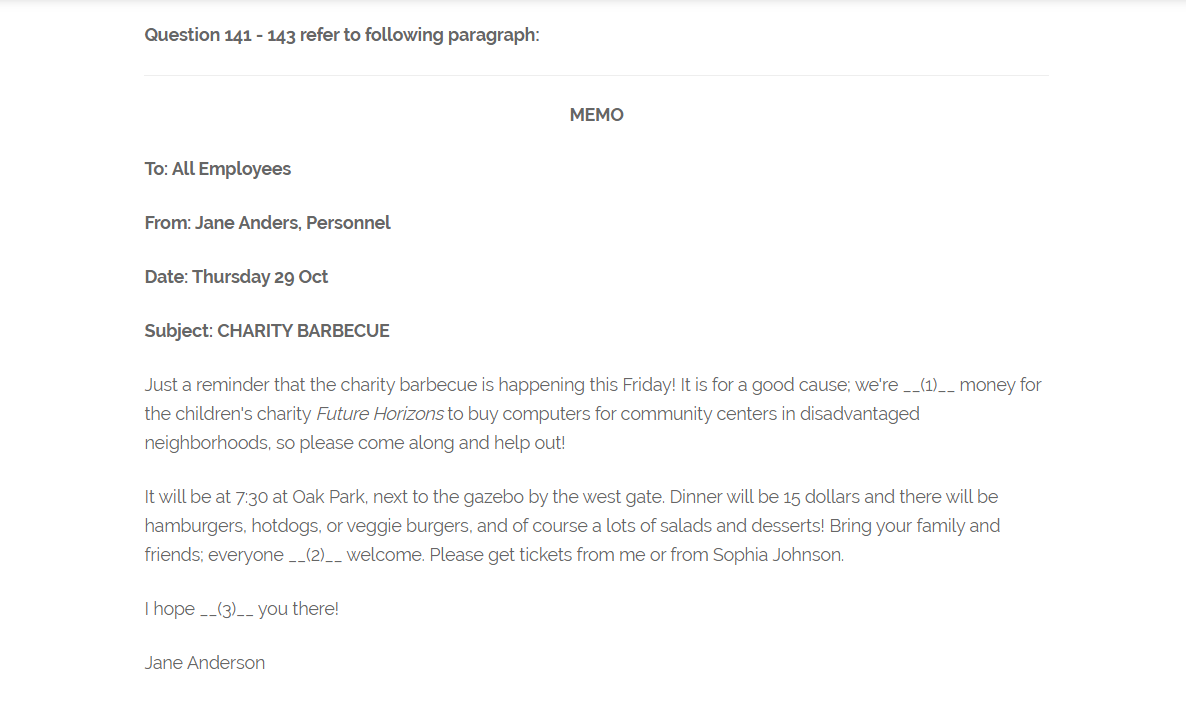 Question 141 - 143 refer to following paragraph:
MEMO
To: All Employees
From: Jane Anders, Personnel
Date: Thursday 29 Oct
Subject: CHARITY BARBECUE
Just a reminder that the charity barbecue is happening this Friday! It is for a good cause; we're __(1)__ money for
the children's charity Future Horizons to buy computers for community centers in disadvantaged
neighborhoods, so please come along and help out!
It will be at 7:30 at Oak Park, next to the gazebo by the west gate. Dinner will be 15 dollars and there will be
hamburgers, hotdogs, or veggie burgers, and of course a lots of salads and desserts! Bring your family and
friends; everyone __(2)__ welcome. Please get tickets from me or from Sophia Johnson.
I hope __(3)__ you there!
Jane Anderson